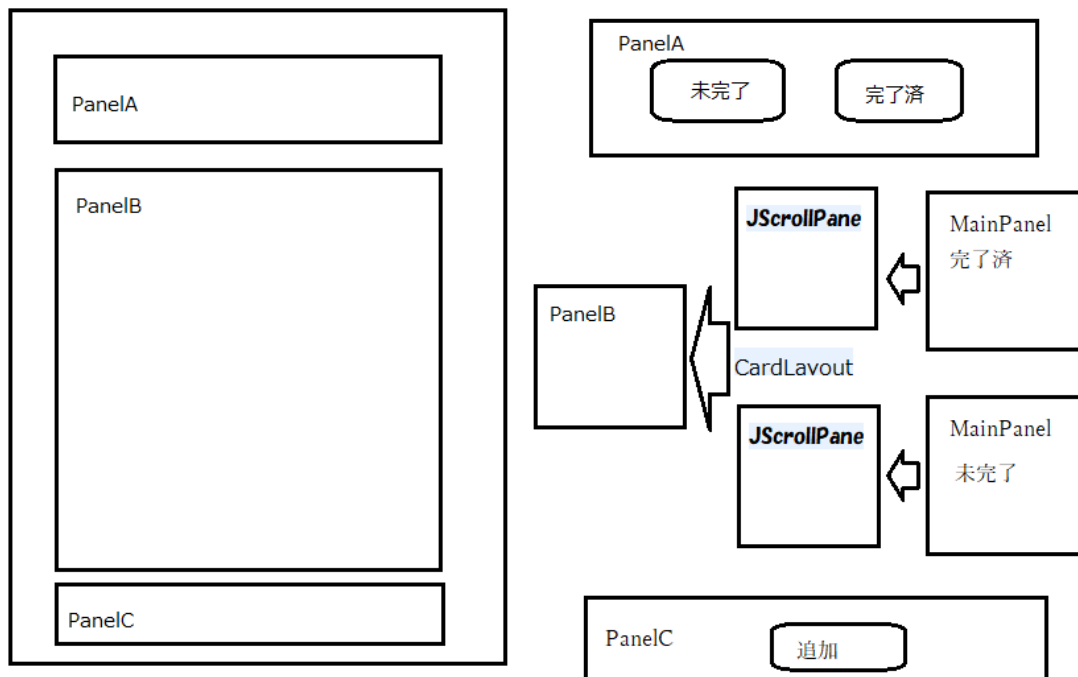 PanelA
PanelB
PanelC
PanelA
未完了
完了済
JScrollPane
MainPanel
完了済
PanelB
CardLavout
JScrollPane
MainPanel
未完了
PanelC
追加